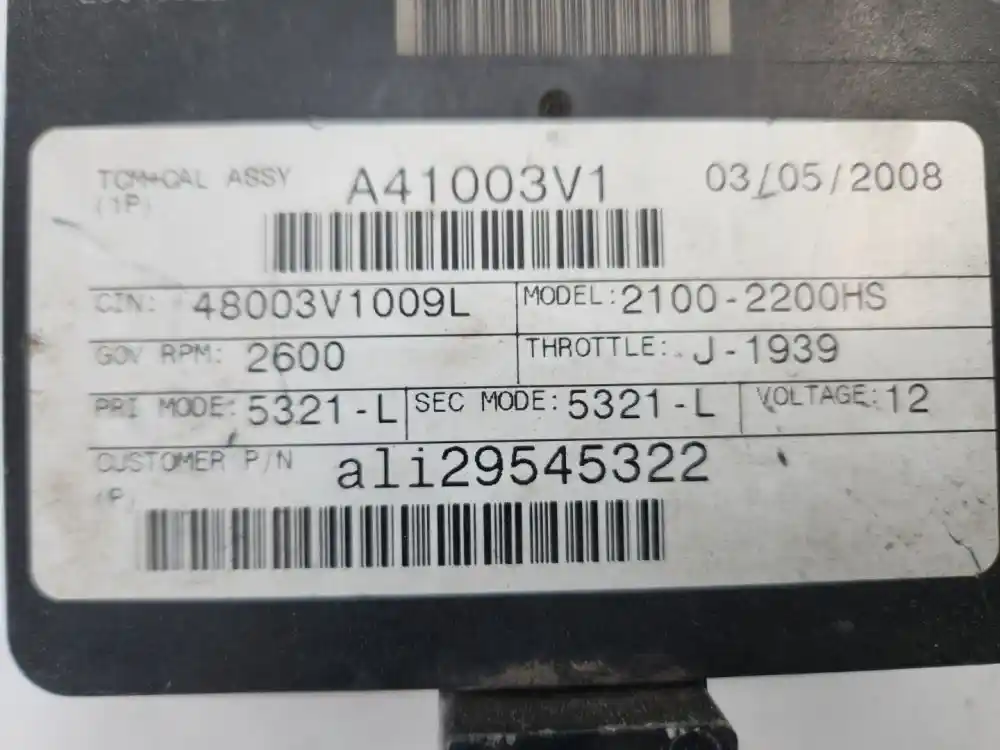 TCM+CAL ASSY A41003V1 03/05/2008
(1P)
CIN: 48003V1009L MODEL: 2100-2200HS
GOV RPM: 2600 THROTTLE: J-1939
PRI MODE: 5321-L SEC MODE: 5321-L VOLTAGE: 12
CUSTOMER P/N ali29545322
(P)